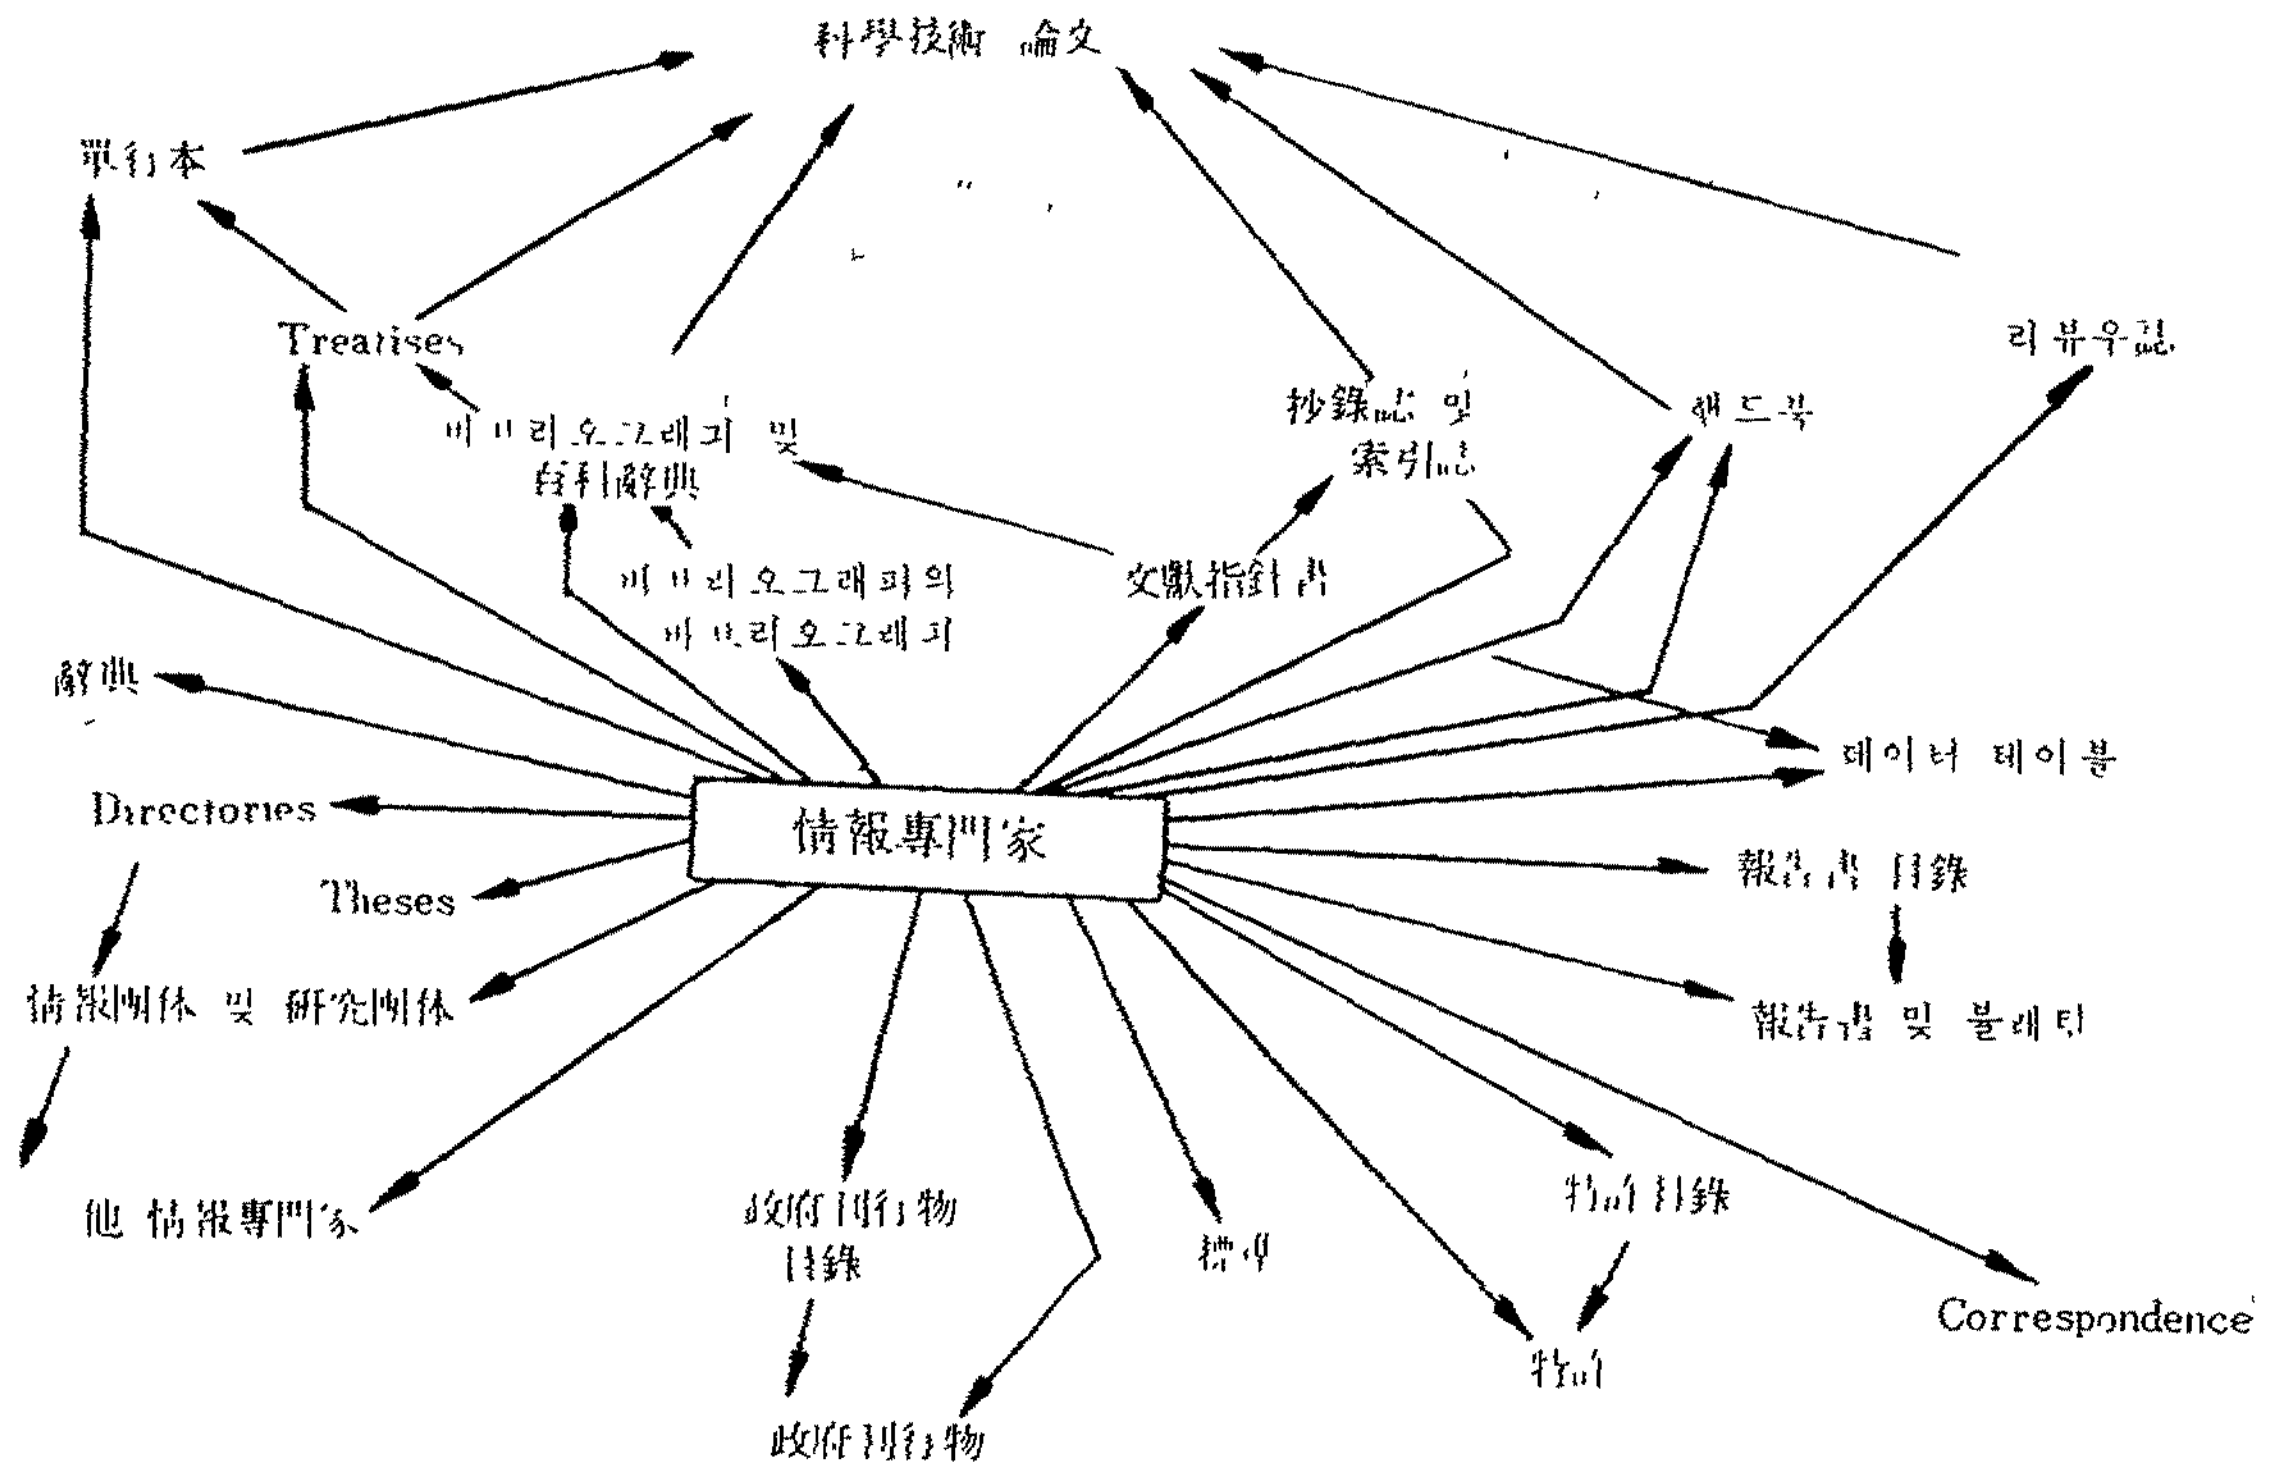 科學技術 論文
單行本
Treatises
리뷰우誌
비브리오그래피 및
百科辭典
抄錄誌 및
索引誌
핸드북
비브리오그래피의
비브리오그래피
文獻指針書
辭典
데이터 테이블
Directories
情報專門家
報告書 目錄
Theses
情報團体 및 硏究團体
報告書 및 불레틴
他 情報專門家
政府刊行物
目錄
標準
特許目錄
Correspondence
特許
政府刊行物